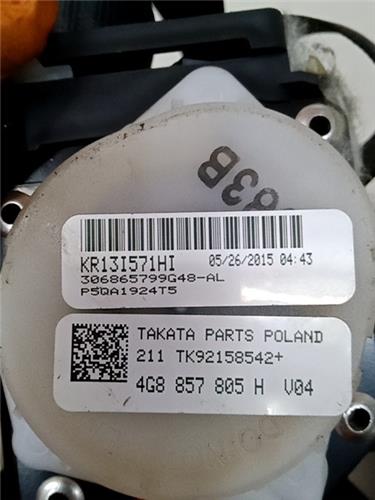 83B
KR13I571HI 05/26/2015 04:43
306865799G48-AL
P5QA1924T5
TAKATA PARTS POLAND
211 TK92158542+
4G8 857 805 H V04